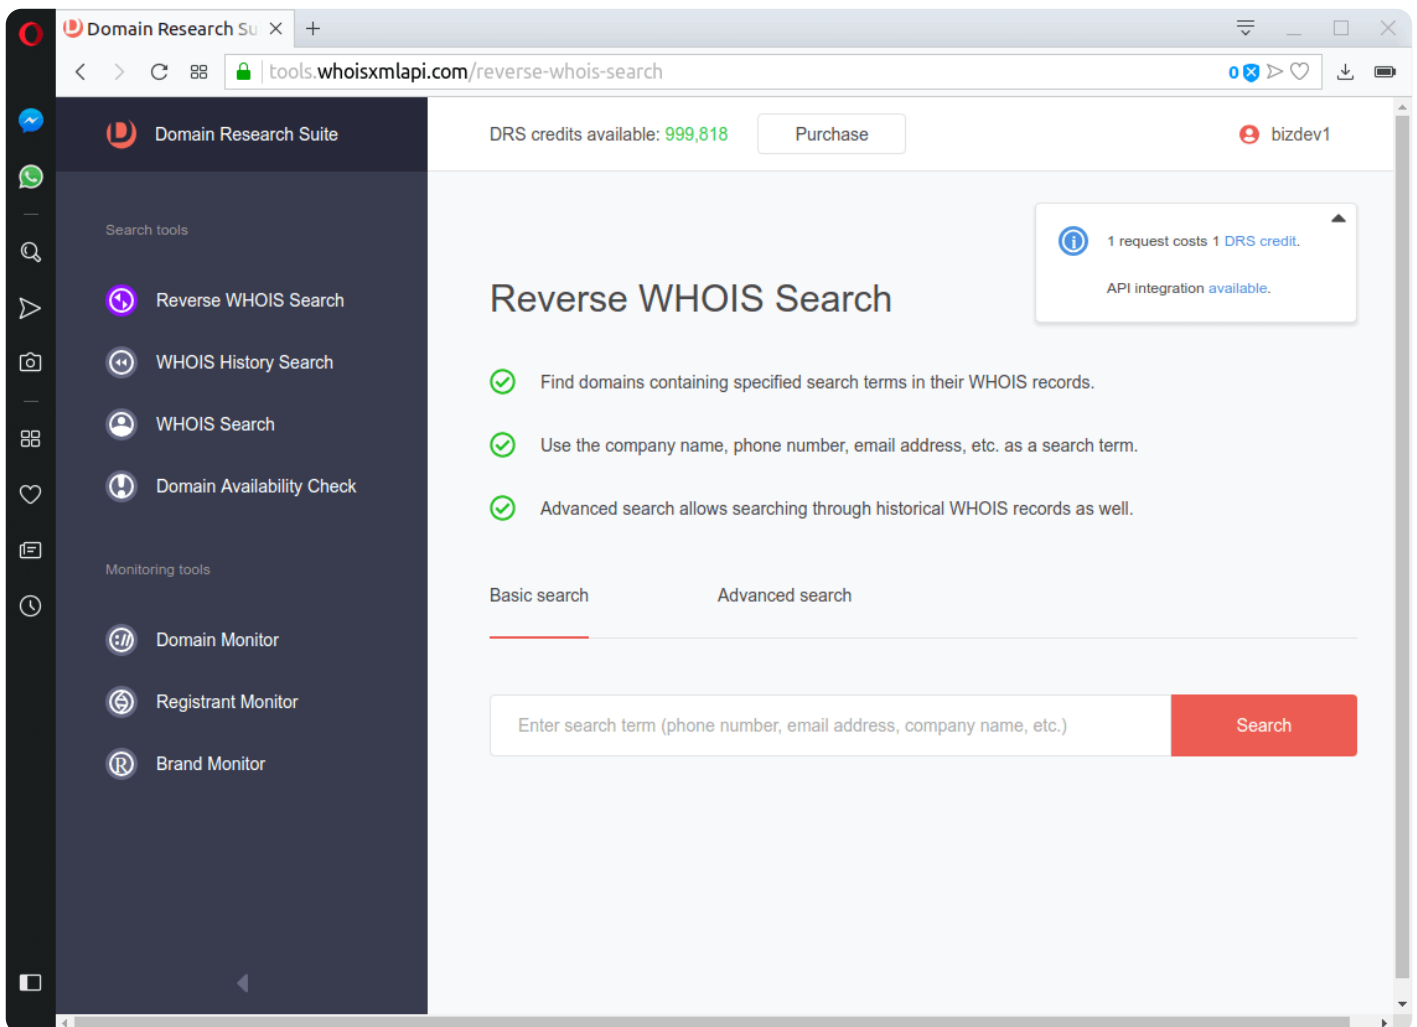 Domain Research Su
tools.whoisxmlapi.com/reverse-whois-search
0
Domain Research Suite
DRS credits available: 999,818
Purchase
bizdev1
Search tools
Reverse WHOIS Search
WHOIS History Search
WHOIS Search
Domain Availability Check
Monitoring tools
Domain Monitor
Registrant Monitor
Brand Monitor
1 request costs 1 DRS credit.
API integration available.
Reverse WHOIS Search
Find domains containing specified search terms in their WHOIS records.
Use the company name, phone number, email address, etc. as a search term.
Advanced search allows searching through historical WHOIS records as well.
Basic search
Advanced search
Enter search term (phone number, email address, company name, etc.)
Search